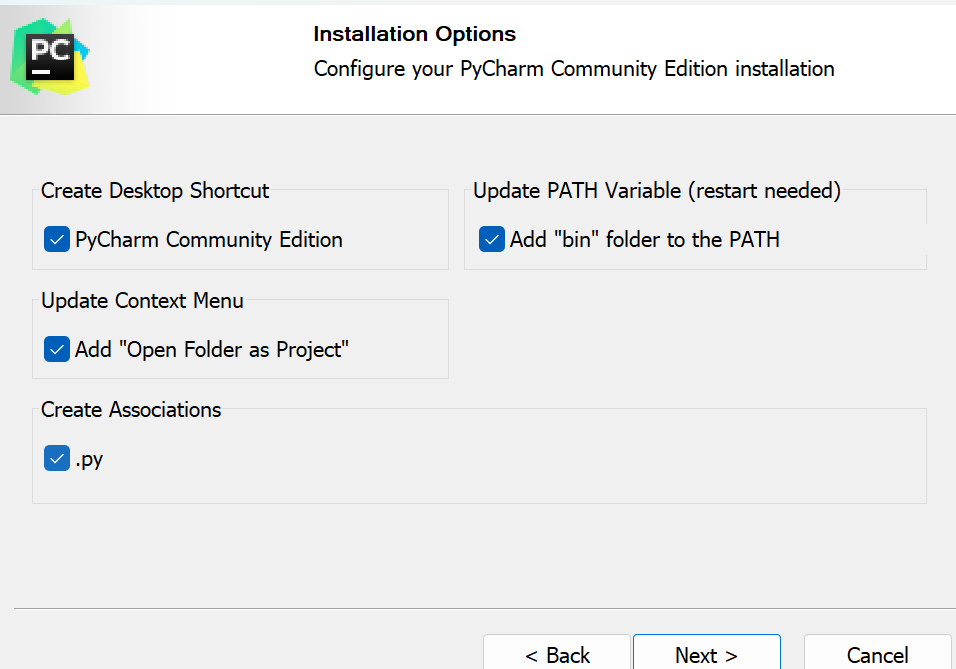 PC
Installation Options
Configure your PyCharm Community Edition installation
Create Desktop Shortcut
PyCharm Community Edition
Update PATH Variable (restart needed)
Add "bin" folder to the PATH
Update Context Menu
Add "Open Folder as Project"
Create Associations
.py
< Back
Next >
Cancel